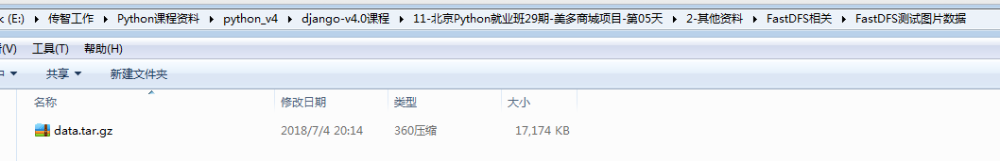 k (E:) ▸ 传智工作 ▸ Python课程资料 ▸ python_v4 ▸ django-v4.0课程 ▸ 11-北京Python就业班29期-美多商城项目-第05天 ▸ 2-其他资料 ▸ FastDFS相关 ▸ FastDFS测试图片数据
(V) 工具(T) 帮助(H)
中 ▼ 共享 ▼ 新建文件夹
名称 修改日期 类型 大小
data.tar.gz 2018/7/4 20:14 360压缩 17,174 KB